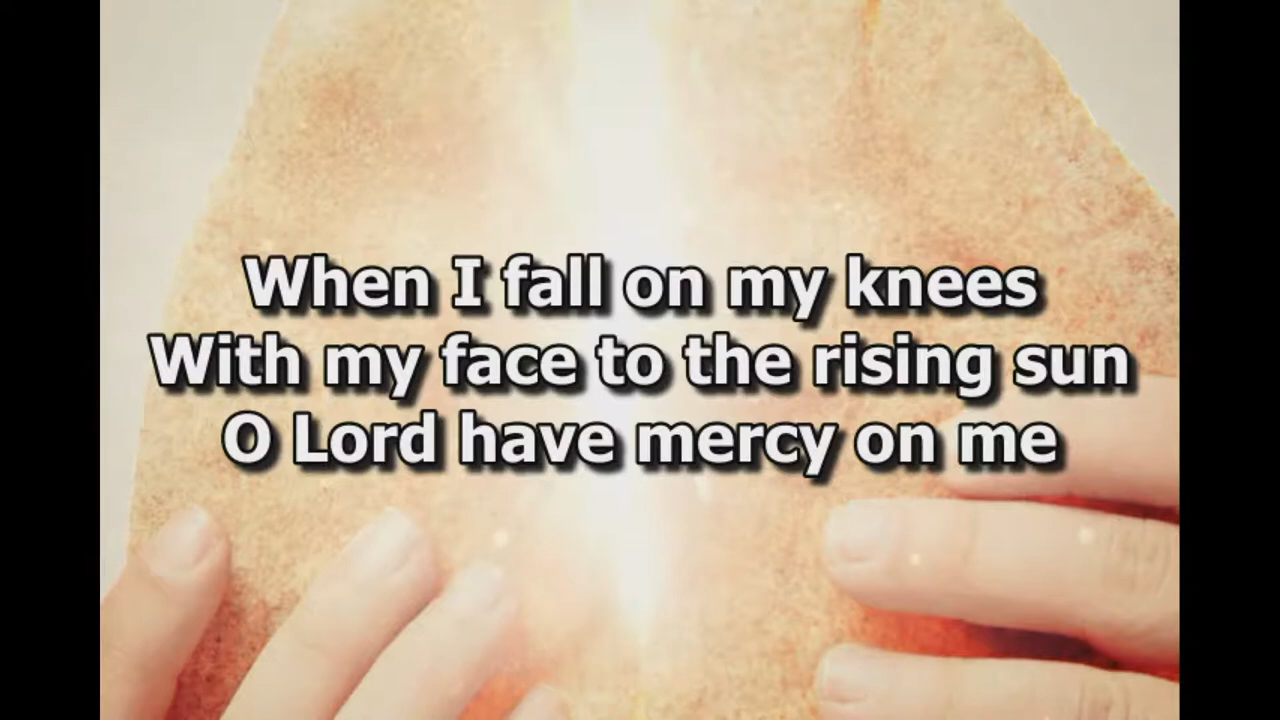 When I fall on my knees
With my face to the rising sun
O Lord have mercy on me